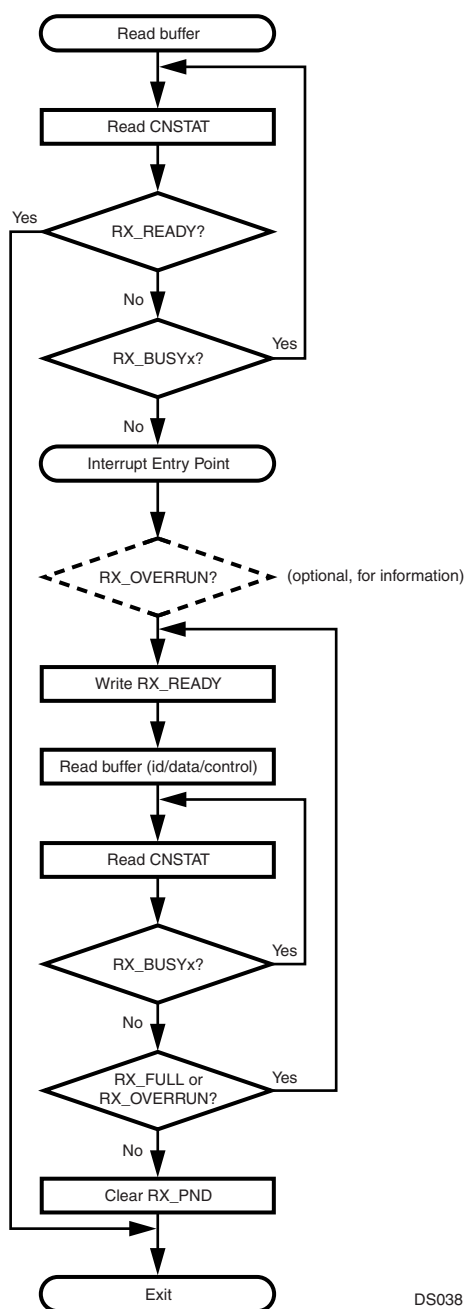 Read buffer
Read CNSTAT
Yes
RX_READY?
No
RX_BUSYx?
Yes
No
Interrupt Entry Point
RX_OVERRUN?
(optional, for information)
Write RX_READY
Read buffer (id/data/control)
Read CNSTAT
RX_BUSYx?
Yes
No
RX_FULL or
RX_OVERRUN?
Yes
No
Clear RX_PND
Exit
DS038